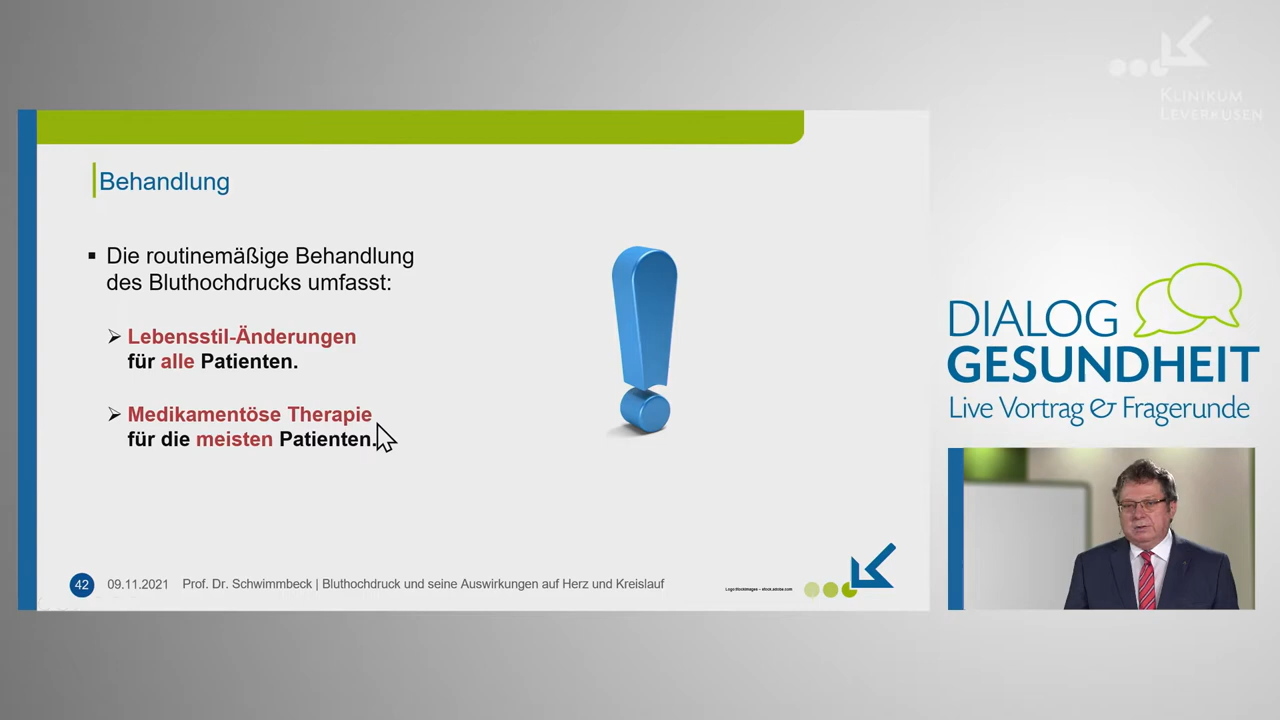 KLINIKUM
LEVERKUSEN
Behandlung
Die routinemäßige Behandlung
des Bluthochdrucks umfasst:
Lebensstil-Änderungen
für alle Patienten.
Medikamentöse Therapie
für die meisten Patienten.
DIALOG
GESUNDHEIT
Live Vortrag & Fragerunde
42 09.11.2021 Prof. Dr. Schwimmbeck | Bluthochdruck und seine Auswirkungen auf Herz und Kreislauf